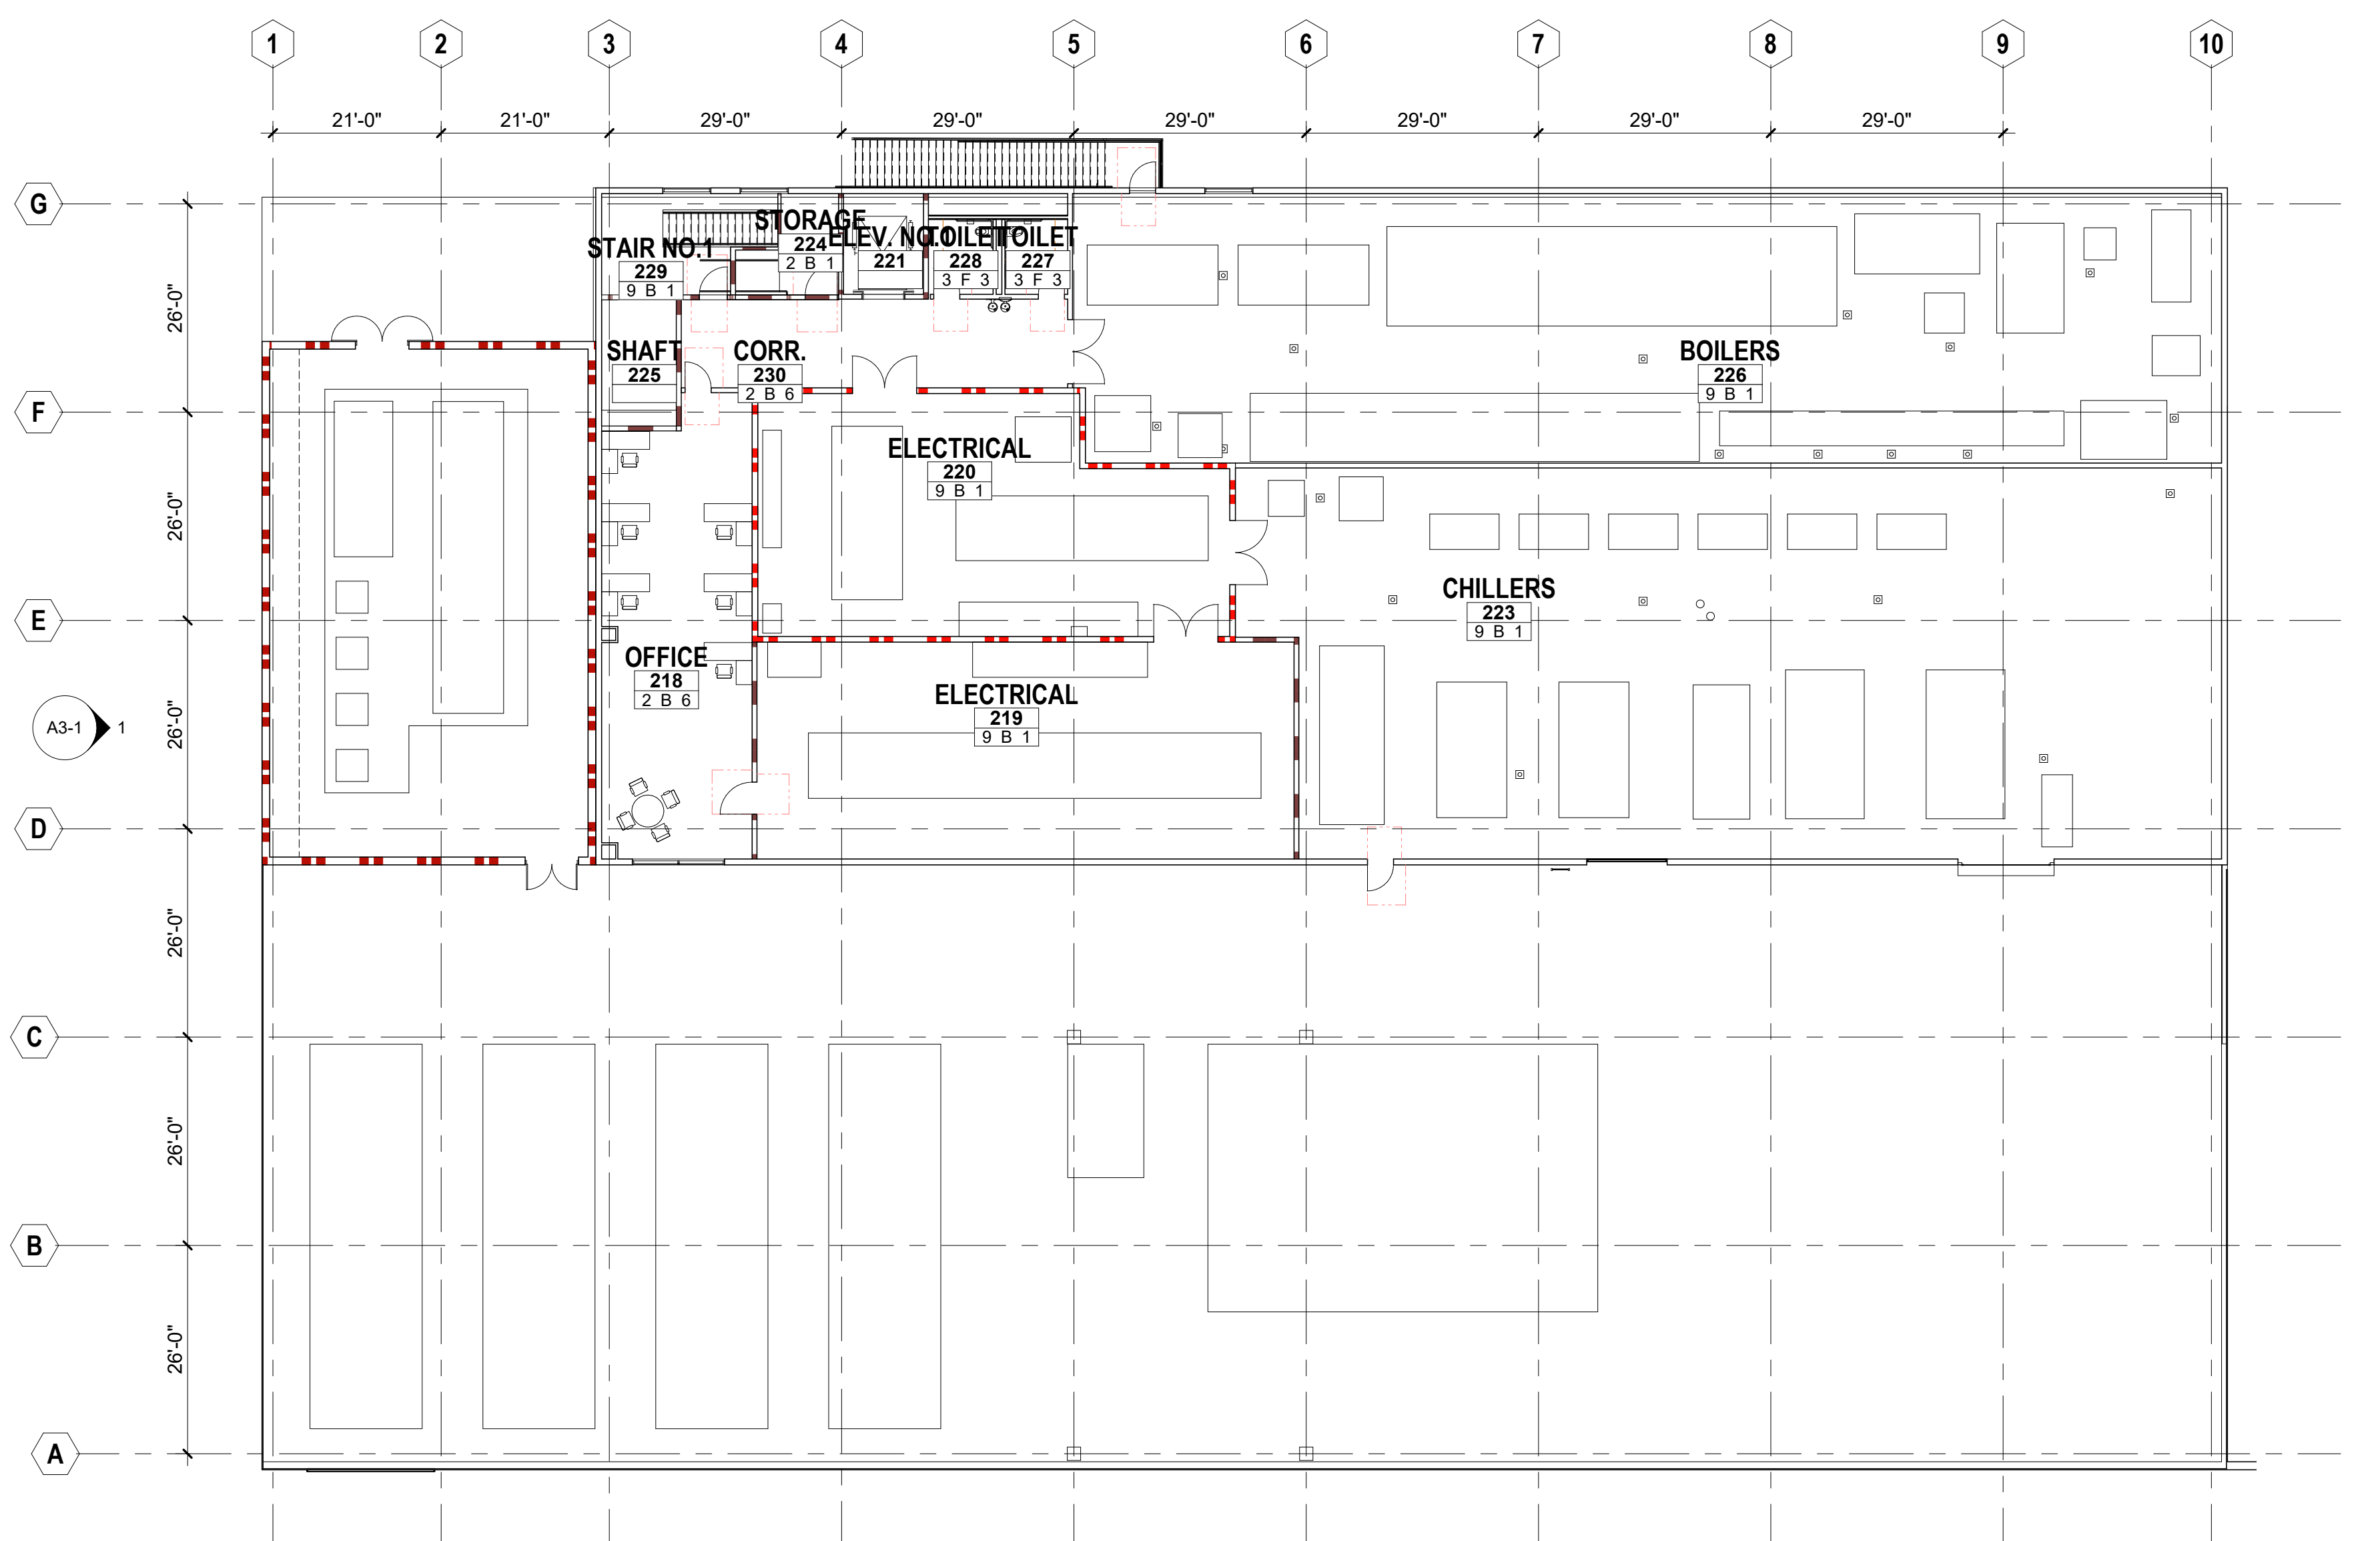 1 2 3 4 5 6 7 8 9 10
21'-0" 21'-0" 29'-0" 29'-0" 29'-0" 29'-0" 29'-0" 29'-0"
G
STORAGE
224
2 B 1
STAIR NO.1
229
9 B 1
ELEV. NO.1
221
TOILET
228
3 F 3
TOILET
227
3 F 3
26'-0"
SHAFT
225
CORR.
230
2 B 6
BOILERS
226
9 B 1
F
ELECTRICAL
220
9 B 1
26'-0"
CHILLERS
223
9 B 1
E
OFFICE
218
2 B 6
ELECTRICAL
219
9 B 1
A3-1 1
26'-0"
D
26'-0"
C
26'-0"
B
26'-0"
A